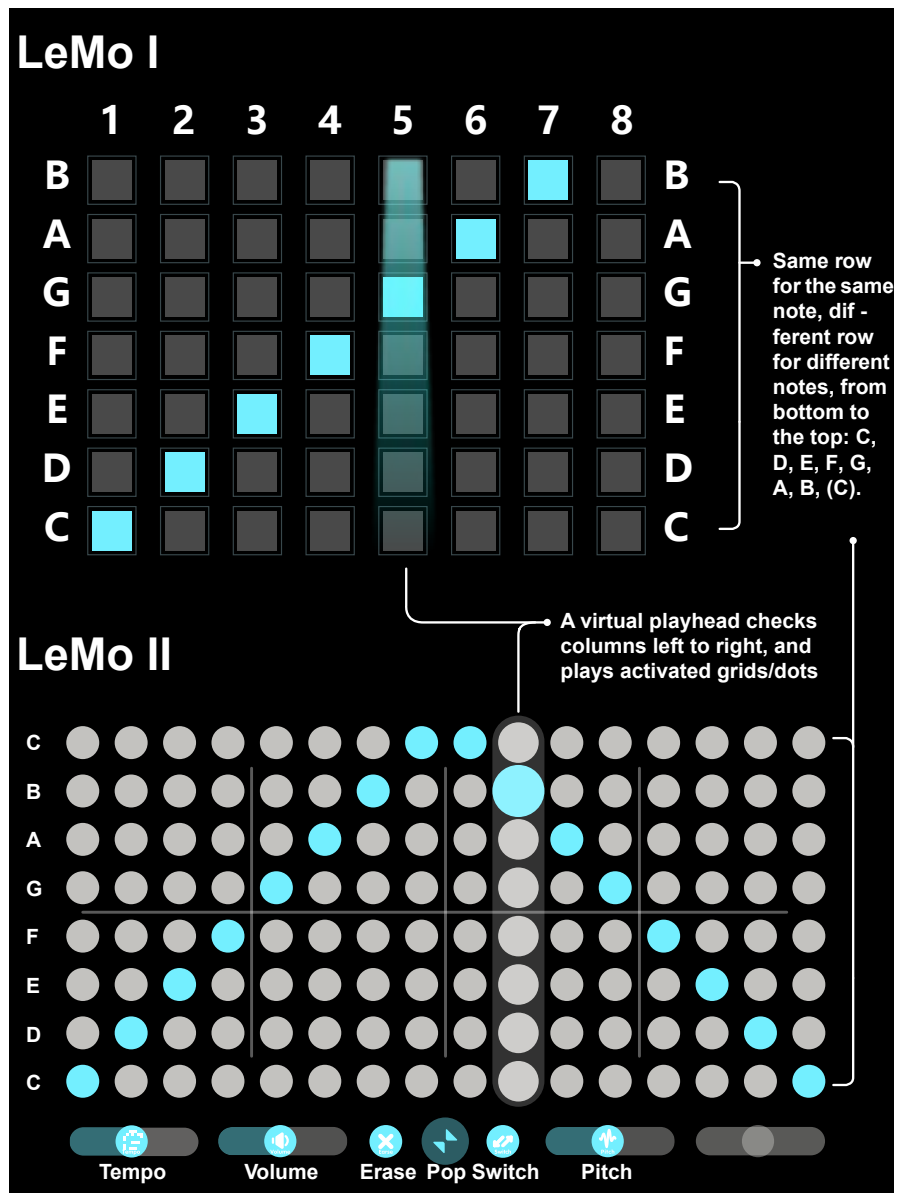 LeMo I
1 2 3 4 5 6 7 8
B B
A A
G G
F F
E E
D D
C C
Same row
for the same
note, dif -
ferent row
for different
notes, from
bottom to
the top: C,
D, E, F, G,
A, B, (C).
A virtual playhead checks
columns left to right, and
plays activated grids/dots
LeMo II
C
B
A
G
F
E
D
C
Tempo Volume Erase Pop Switch Pitch